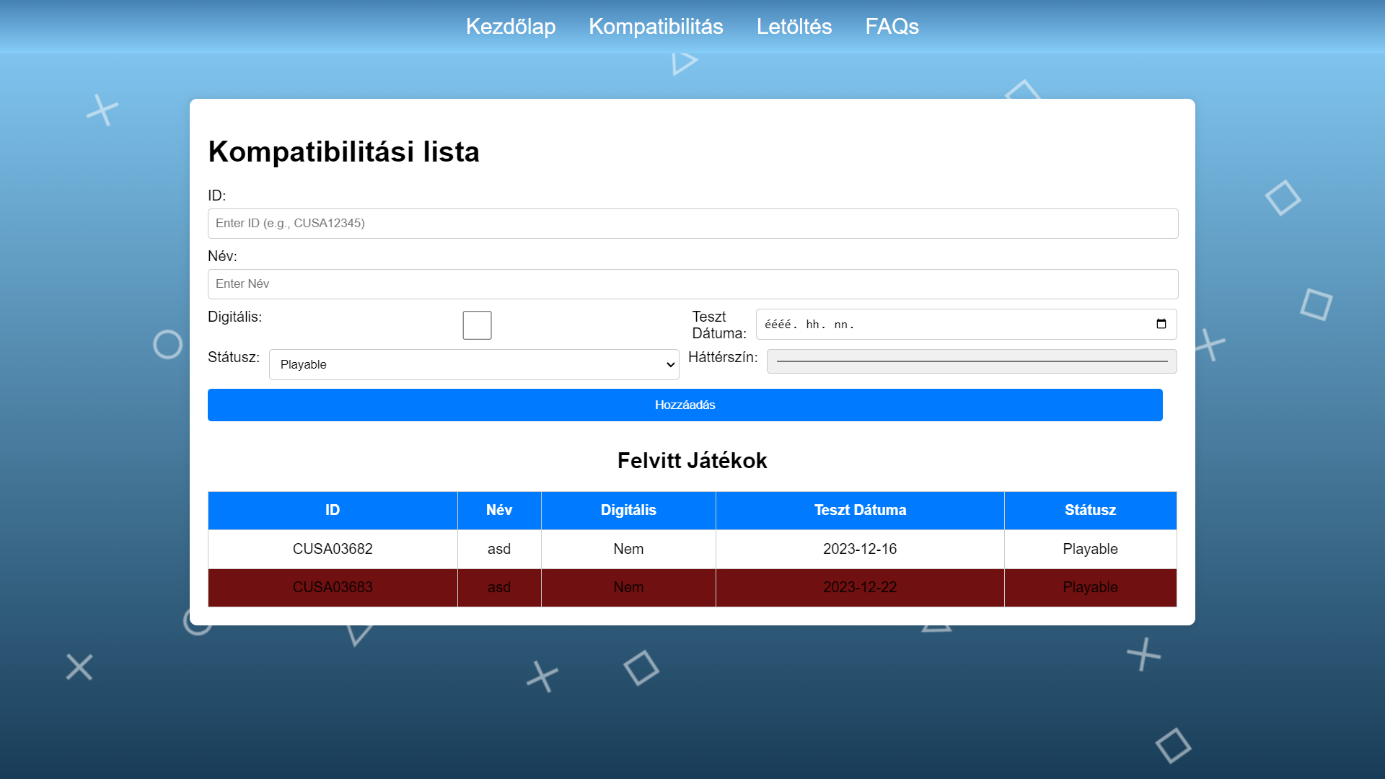 Kezdőlap Kompatibilitás Letöltés FAQs
Kompatibilitási lista
ID:
Enter ID (e.g., CUSA12345)
Név:
Enter Név
Digitális:
Teszt
Dátuma:
éééé. hh. nn.
Státusz:
Playable
Háttérszín:
Hozzáadás
Felvitt Játékok
ID Név Digitális Teszt Dátuma Státusz
CUSA03682 asd Nem 2023-12-16 Playable
CUSA03683 asd Nem 2023-12-22 Playable